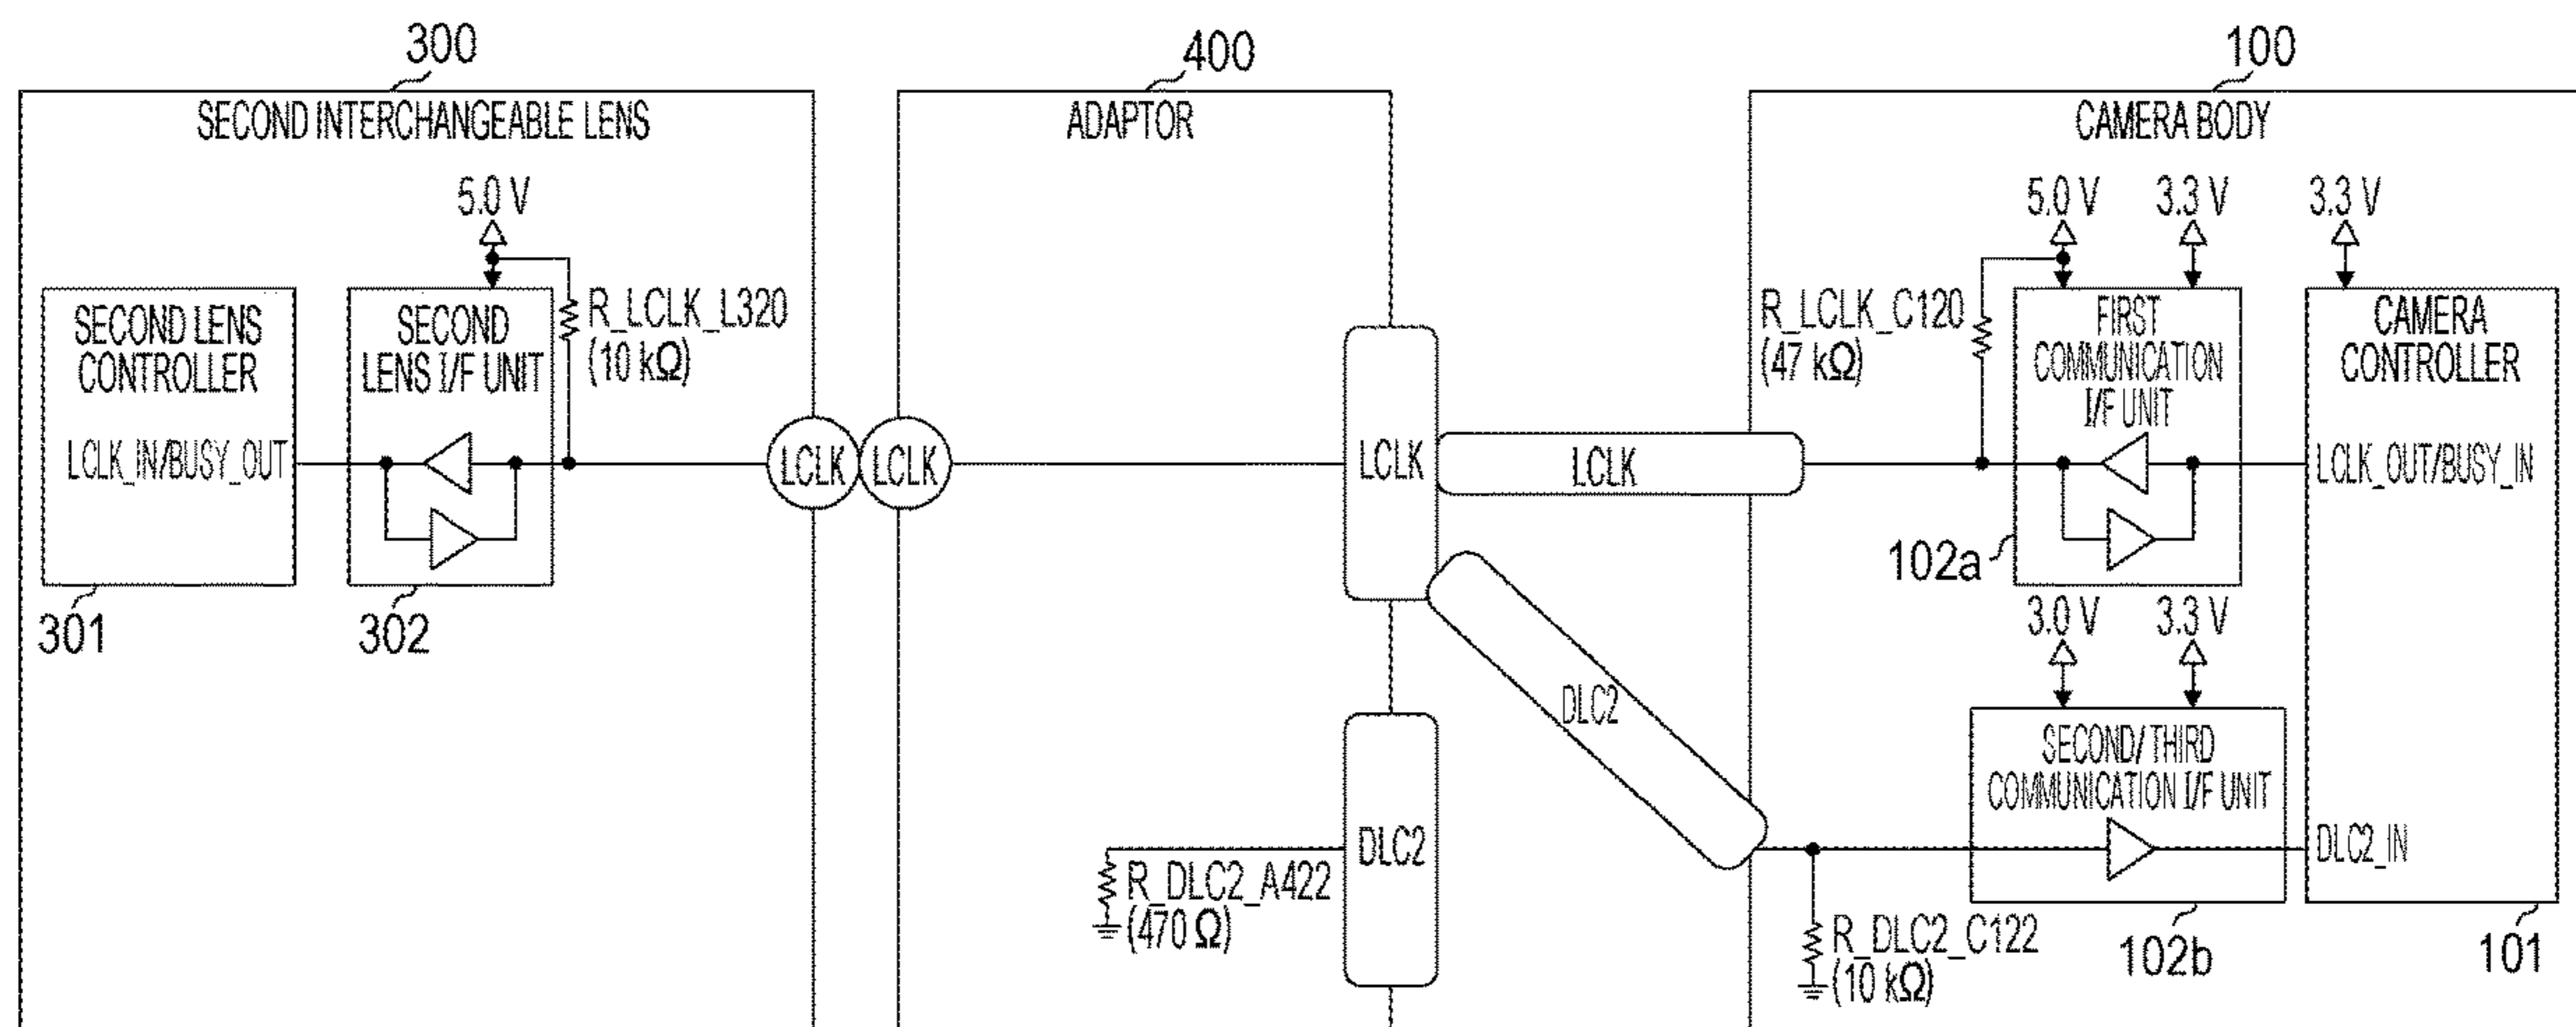 300
400
100
SECOND INTERCHANGEABLE LENS
ADAPTOR
CAMERA BODY
5.0 V
5.0 V
3.3 V
3.3 V
SECOND LENS
CONTROLLER
LCLK_IN/BUSY_OUT
SECOND
LENS I/F UNIT
R_LCLK_L320
(10 kΩ)
LCLK
LCLK
LCLK
LCLK
R_LCLK_C120
(47 kΩ)
FIRST
COMMUNICATION
I/F UNIT
CAMERA
CONTROLLER
LCLK_OUT/BUSY_IN
102a
301
302
3.0 V
3.3 V
DLC2
SECOND/THIRD
COMMUNICATION I/F UNIT
DLC2
DLC2_IN
R_DLC2_A422
(470 Ω)
R_DLC2_C122
(10 kΩ)
102b
101